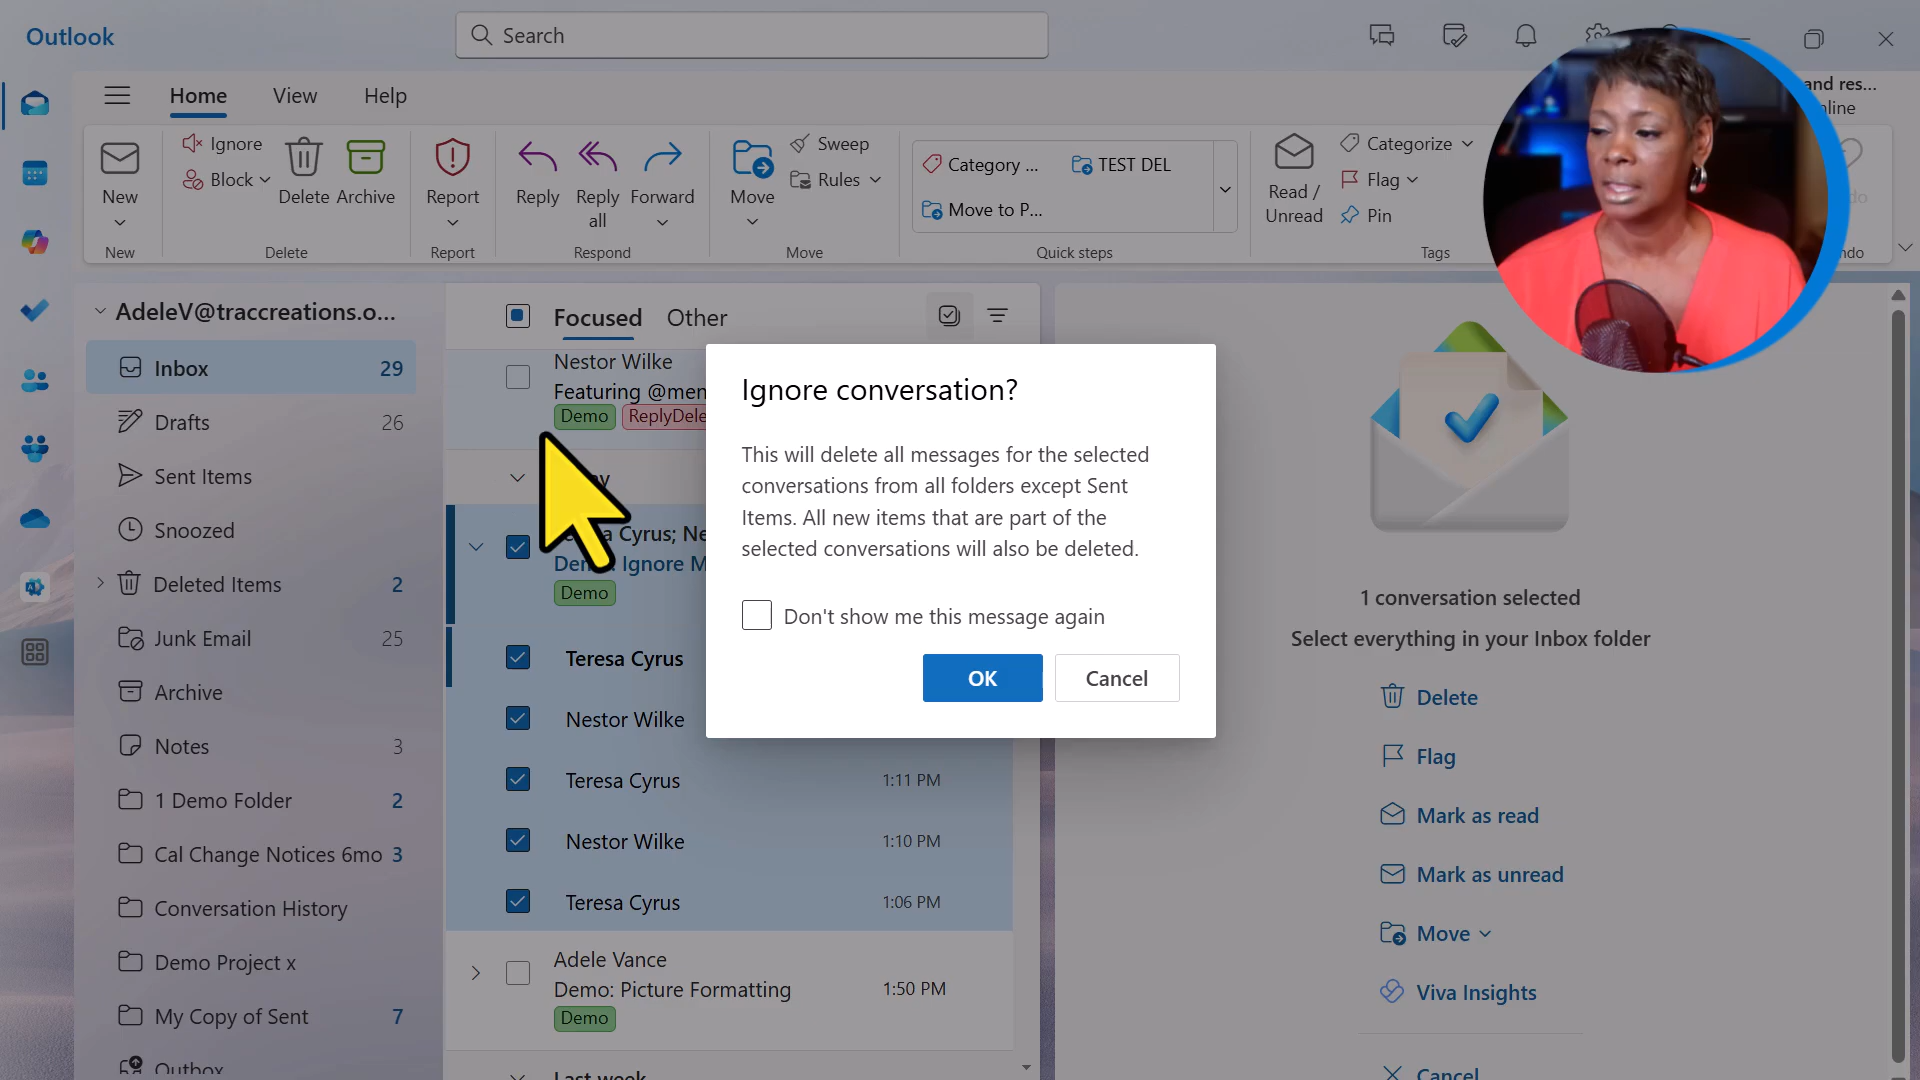 Outlook
Search
and res...
nline
Home
View
Help
New
New
Ignore
Block
Delete
Archive
Delete
Report
Report
Reply
Reply
all
Forward
Respond
Move
Sweep
Rules
Move
Category ...
TEST DEL
Move to P...
Quick steps
Read /
Unread
Categorize
Flag
Pin
Tags
AdeleV@traccreations.o...
Inbox 29
Drafts 26
Sent Items
Snoozed
Deleted Items 2
Junk Email 25
Archive
Notes 3
1 Demo Folder 2
Cal Change Notices 6mo 3
Conversation History
Demo Project x
My Copy of Sent 7
Outbox
Focused
Other
Nestor Wilke
Featuring @men
Demo
ReplyDele
Demo
Teresa Cyrus
Nestor Wilke
Teresa Cyrus 1:11 PM
Nestor Wilke 1:10 PM
Teresa Cyrus 1:06 PM
Adele Vance
Demo: Picture Formatting 1:50 PM
Demo
Last week
Ignore conversation?
This will delete all messages for the selected
conversations from all folders except Sent
Items. All new items that are part of the
selected conversations will also be deleted.
Don't show me this message again
OK
Cancel
1 conversation selected
Select everything in your Inbox folder
Delete
Flag
Mark as read
Mark as unread
Move
Viva Insights
Cancel